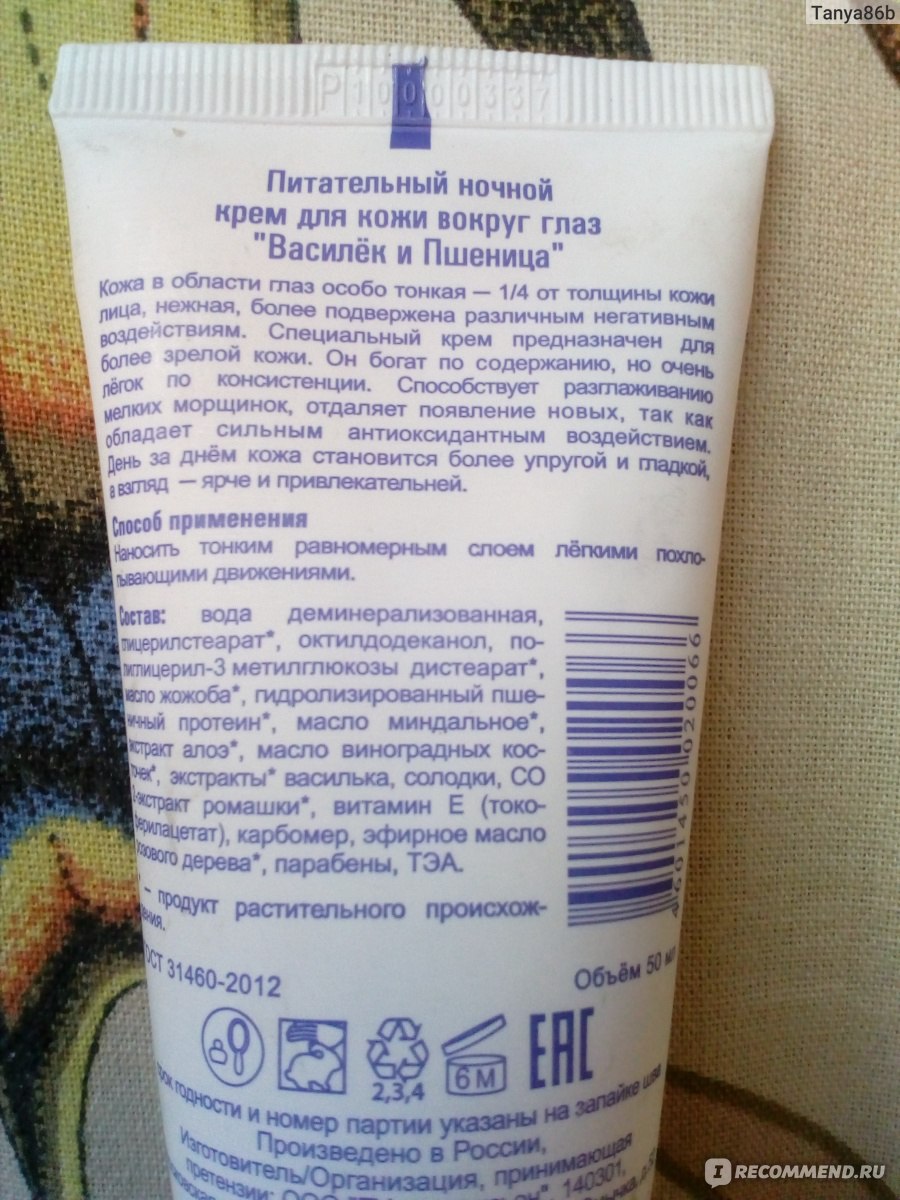 Tanya86b
P10000337
Питательный ночной
крем для кожи вокруг глаз
"Василёк и Пшеница"
Кожа в области глаз особо тонкая — 1/4 от толщины кожи
лица, нежная, более подвержена различным негативным
воздействиям. Специальный крем предназначен для
более зрелой кожи. Он богат по содержанию, но очень
лёгок по консистенции. Способствует разглаживанию
мелких морщинок, отдаляет появление новых, так как
обладает сильным антиоксидантным воздействием.
День за днём кожа становится более упругой и гладкой,
а взгляд — ярче и привлекательней.
Способ применения
Наносить тонким равномерным слоем лёгкими похло-
пывающими движениями.
Состав: вода деминерализованная,
глицерилстеарат*, октилдодеканол, по-
лиглицерил-3 метилглюкозы дистеарат*,
масло жожоба*, гидролизированный пше-
ничный протеин*, масло миндальное*,
экстракт алоэ*, масло виноградных кос-
точек*, экстракты* василька, солодки, СО
-экстракт ромашки*, витамин Е (токо-
ферилацетат), карбомер, эфирное масло
розового дерева*, парабены, ТЭА.
– продукт растительного происхож-
дения.
4601450020066
ГОСТ 31460-2012
Объём 50 мл
2,3,4
6 М
EAC
Срок годности и номер партии указаны на запайке шва
Произведено в России,
Изготовитель/Организация, принимающая
претензии: ООО 140301,
IRECOMMEND.RU